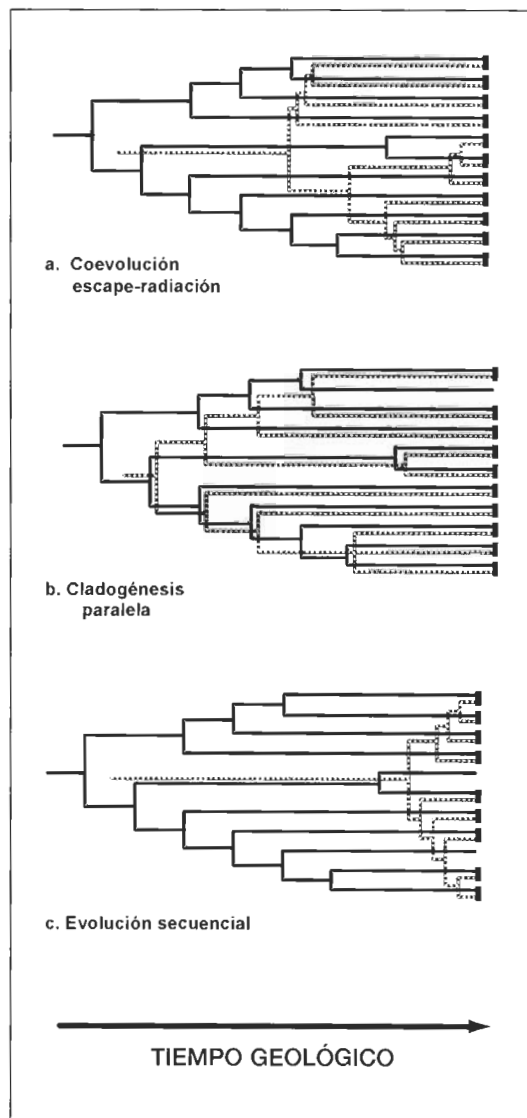 a. Coevolución
escape-radiación
b. Cladogénesis
paralela
c. Evolución secuencial
TIEMPO GEOLÓGICO